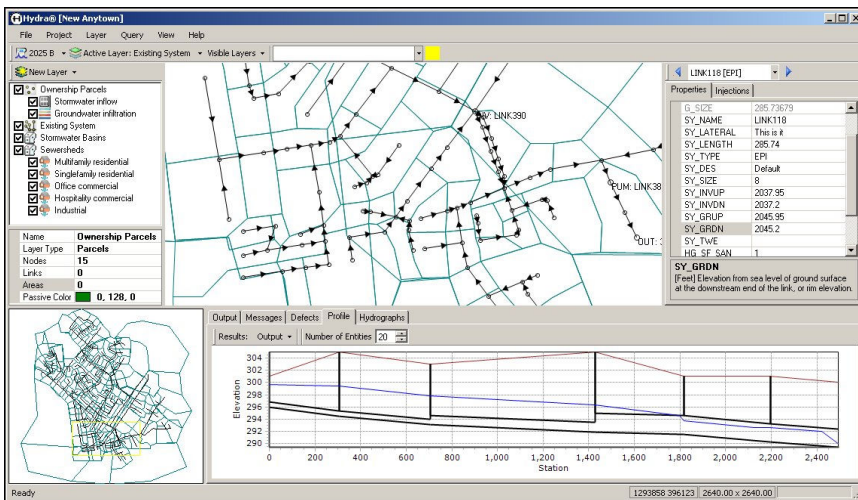 Hydra® [New Anytown]
File Project Layer Query View Help
2025 B Active Layer: Existing System Visible Layers
New Layer
Ownership Parcels
Stormwater inflow
Groundwater infiltration
Existing System
Stormwater Basins
Sewersheds
Multifamily residential
Singlefamily residential
Office commercial
Hospitality commercial
Industrial
Name Ownership Parcels
Layer Type Parcels
Nodes 15
Links 0
Areas 0
Passive Color 0, 128, 0
LINK390
PUM: LINK38
OUT:
LINK118 [EPI]
Properties Injections
G_SIZE 285.73679
SY_NAME LINK118
SY_LATERAL This is it
SY_LENGTH 285.74
SY_TYPE EPI
SY_DES Default
SY_SIZE 8
SY_INVUP 2037.95
SY_INVDN 2037.2
SY_GRUP 2045.95
SY_GRDN 2045.2
SY_TWE
HG_SF_SAN 1
SY_GRDN
[Feet] Elevation from sea level of ground surface
at the downstream end of the link, or rim elevation.
Output Messages Defects Profile Hydrographs
Results: Output Number of Entities 20
Elevation
304
302
300
298
296
294
292
290
0 200 400 600 800 1,000 1,200 1,400 1,600 1,800 2,000 2,200 2,400
Station
Ready
1293858 396123 2640.00 x 2640.00